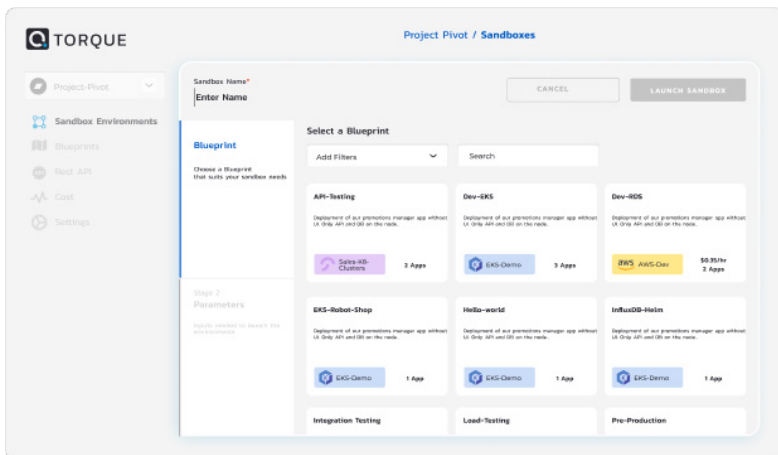 TORQUE
Project Pivot / Sandboxes
Project-Pivot
Sandbox Environments
Blueprints
Rest API
Cost
Settings
Sandbox Name*
Enter Name
CANCEL
LAUNCH SANDBOX
Blueprint
Choose a Blueprint
that suits your sandbox needs
Stage 2
Parameters
Inputs needed to launch the
environments
Select a Blueprint
Add Filters
Search
API-Testing
Deployment of our promotions manager app without
UI. Only API and DB on the node.
Sales-K8-
Clusters
2 Apps
Dev-EKS
Deployment of our promotions manager app without
UI. Only API and DB on the node.
EKS-Demo
3 Apps
Dev-RDS
Deployment of our promotions manager app without
UI. Only API and DB on the node.
aws AWS-Dev
$0.35/hr
2 Apps
EKS-Robot-Shop
Deployment of our promotions manager app without
UI. Only API and DB on the node.
EKS-Demo
1 App
Hello-world
Deployment of our promotions manager app without
UI. Only API and DB on the node.
EKS-Demo
1 App
InfluxDB-Helm
Deployment of our promotions manager app without
UI. Only API and DB on the node.
EKS-Demo
1 App
Integration Testing
Load-Testing
Pre-Production